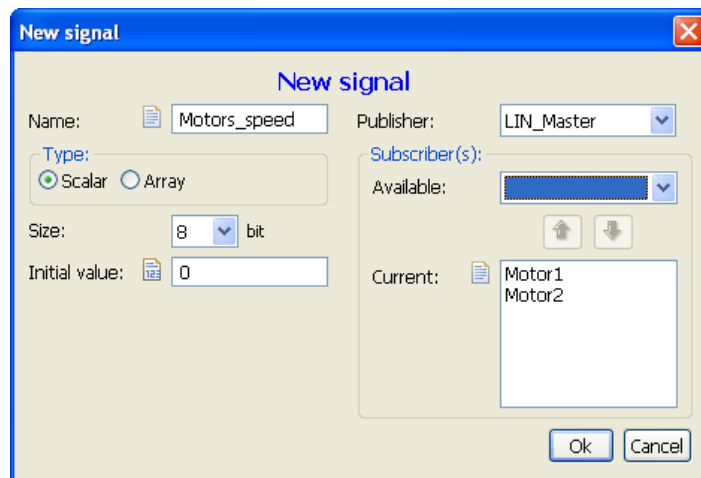 New signal
New signal
Name: Motors_speed
Publisher: LIN_Master
Type:
Scalar Array
Size: 8 bit
Initial value: 0
Subscriber(s):
Available:
Current: Motor1
Motor2
Ok Cancel